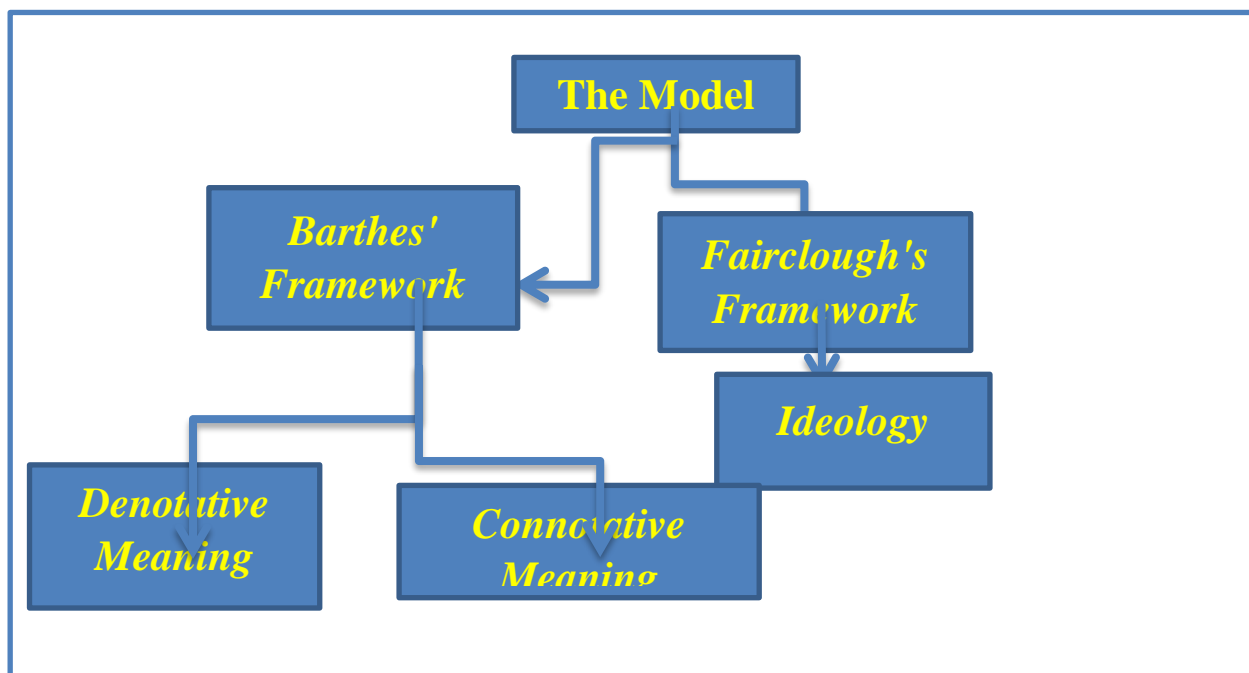 The Model
Barthes'
Framework
Fairclough's
Framework
Ideology
Denotative
Meaning
Connotative
Meaning